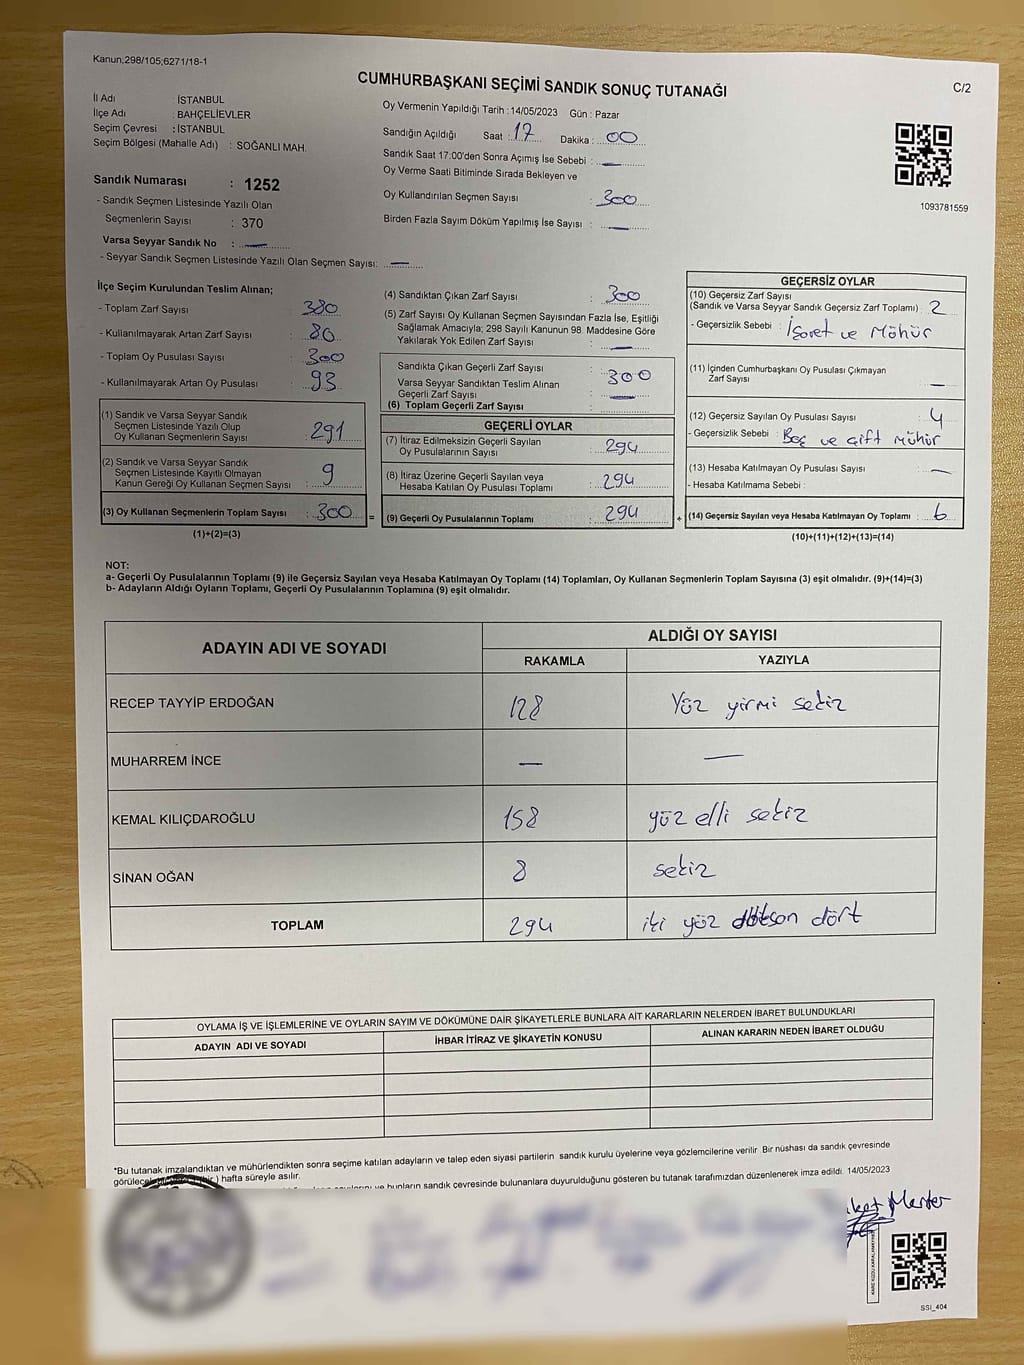 Kanun;298/105;6271/18-1
CUMHURBAŞKANI SEÇİMİ SANDIK SONUÇ TUTANAĞI
C/2
İl Adı : İSTANBUL
İlçe Adı : BAHÇELİEVLER
Seçim Çevresi : İSTANBUL
Seçim Bölgesi (Mahalle Adı) : SOĞANLI MAH.
Sandık Numarası : 1252
- Sandık Seçmen Listesinde Yazılı Olan
Seçmenlerin Sayısı : 370
Varsa Seyyar Sandık No : —
- Seyyar Sandık Seçmen Listesinde Yazılı Olan Seçmen Sayısı: —
Oy Vermenin Yapıldığı Tarih : 14/05/2023 Gün : Pazar
Sandığın Açıldığı Saat : 17 Dakika : 00
Sandık Saat 17:00'den Sonra Açımış İse Sebebi : —
Oy Verme Saati Bitiminde Sırada Bekleyen ve
Oy Kullandırılan Seçmen Sayısı : 300
Birden Fazla Sayım Döküm Yapılmış İse Sayısı : —
1093781559
İlçe Seçim Kurulundan Teslim Alınan;
- Toplam Zarf Sayısı : 380
- Kullanılmayarak Artan Zarf Sayısı : 80
- Toplam Oy Pusulası Sayısı : 300
- Kullanılmayarak Artan Oy Pusulası : 93
(1) Sandık ve Varsa Seyyar Sandık
Seçmen Listesinde Yazılı Olup
Oy Kullanan Seçmenlerin Sayısı : 291
(2) Sandık ve Varsa Seyyar Sandık
Seçmen Listesinde Kayıtlı Olmayan
Kanun Gereği Oy Kullanan Seçmen Sayısı : 9
(3) Oy Kullanan Seçmenlerin Toplam Sayısı : 300 =
(1)+(2)=(3)
(4) Sandıktan Çıkan Zarf Sayısı : 300
(5) Zarf Sayısı Oy Kullanan Seçmen Sayısından Fazla İse, Eşitliği
Sağlamak Amacıyla; 298 Sayılı Kanunun 98. Maddesine Göre
Yakılarak Yok Edilen Zarf Sayısı : —
Sandıkta Çıkan Geçerli Zarf Sayısı : 300
Varsa Seyyar Sandıktan Teslim Alınan
Geçerli Zarf Sayısı : —
(6) Toplam Geçerli Zarf Sayısı :
GEÇERLİ OYLAR
(7) İtiraz Edilmeksizin Geçerli Sayılan
Oy Pusulalarının Sayısı : 294
(8) İtiraz Üzerine Geçerli Sayılan veya
Hesaba Katılan Oy Pusulası Toplamı : 294
(9) Geçerli Oy Pusulalarının Toplamı : 294 +
GEÇERSİZ OYLAR
(10) Geçersiz Zarf Sayısı
(Sandık ve Varsa Seyyar Sandık Geçersiz Zarf Toplamı) : 2
- Geçersizlik Sebebi : İşaret ve Mühür
(11) İçinden Cumhurbaşkanı Oy Pusulası Çıkmayan
Zarf Sayısı : —
(12) Geçersiz Sayılan Oy Pusulası Sayısı : 4
- Geçersizlik Sebebi : Boş ve Çift mühür
(13) Hesaba Katılmayan Oy Pusulası Sayısı : —
- Hesaba Katılmama Sebebi :
(14) Geçersiz Sayılan veya Hesaba Katılmayan Oy Toplamı : 6
(10)+(11)+(12)+(13)=(14)
NOT:
a- Geçerli Oy Pusulalarının Toplamı (9) ile Geçersiz Sayılan veya Hesaba Katılmayan Oy Toplamı (14) Toplamları, Oy Kullanan Seçmenlerin Toplam Sayısına (3) eşit olmalıdır. (9)+(14)=(3)
b- Adayların Aldığı Oyların Toplamı, Geçerli Oy Pusulalarının Toplamına (9) eşit olmalıdır.
ADAYIN ADI VE SOYADI
ALDIĞI OY SAYISI
RAKAMLA YAZIYLA
RECEP TAYYİP ERDOĞAN 128 Yüz yirmi sekiz
MUHARREM İNCE — —
KEMAL KILIÇDAROĞLU 158 yüz elli sekiz
SİNAN OĞAN 8 sekiz
TOPLAM 294 iki yüz dört
OYLAMA İŞ VE İŞLEMLERİNE VE OYLARIN SAYIM VE DÖKÜMÜNE DAİR ŞİKAYETLERLE BUNLARA AİT KARARLARIN NELERDEN İBARET BULUNDUKLARI
ADAYIN ADI VE SOYADI İHBAR İTİRAZ VE ŞİKAYETİN KONUSU ALINAN KARARIN NEDEN İBARET OLDUĞU
*Bu tutanak imzalandıktan ve mühürlendikten sonra seçime katılan adayların ve talep eden siyasi partilerin sandık kurulu üyelerine veya gözlemcilerine verilir Bir nüshası da sandık çevresinde
hafta süreyle asılır.
bunların sandık çevresinde bulunanlara duyurulduğunu gösteren bu tutanak tarafımızdan düzenlenerek imza edildi. 14/05/2023
SSI_404